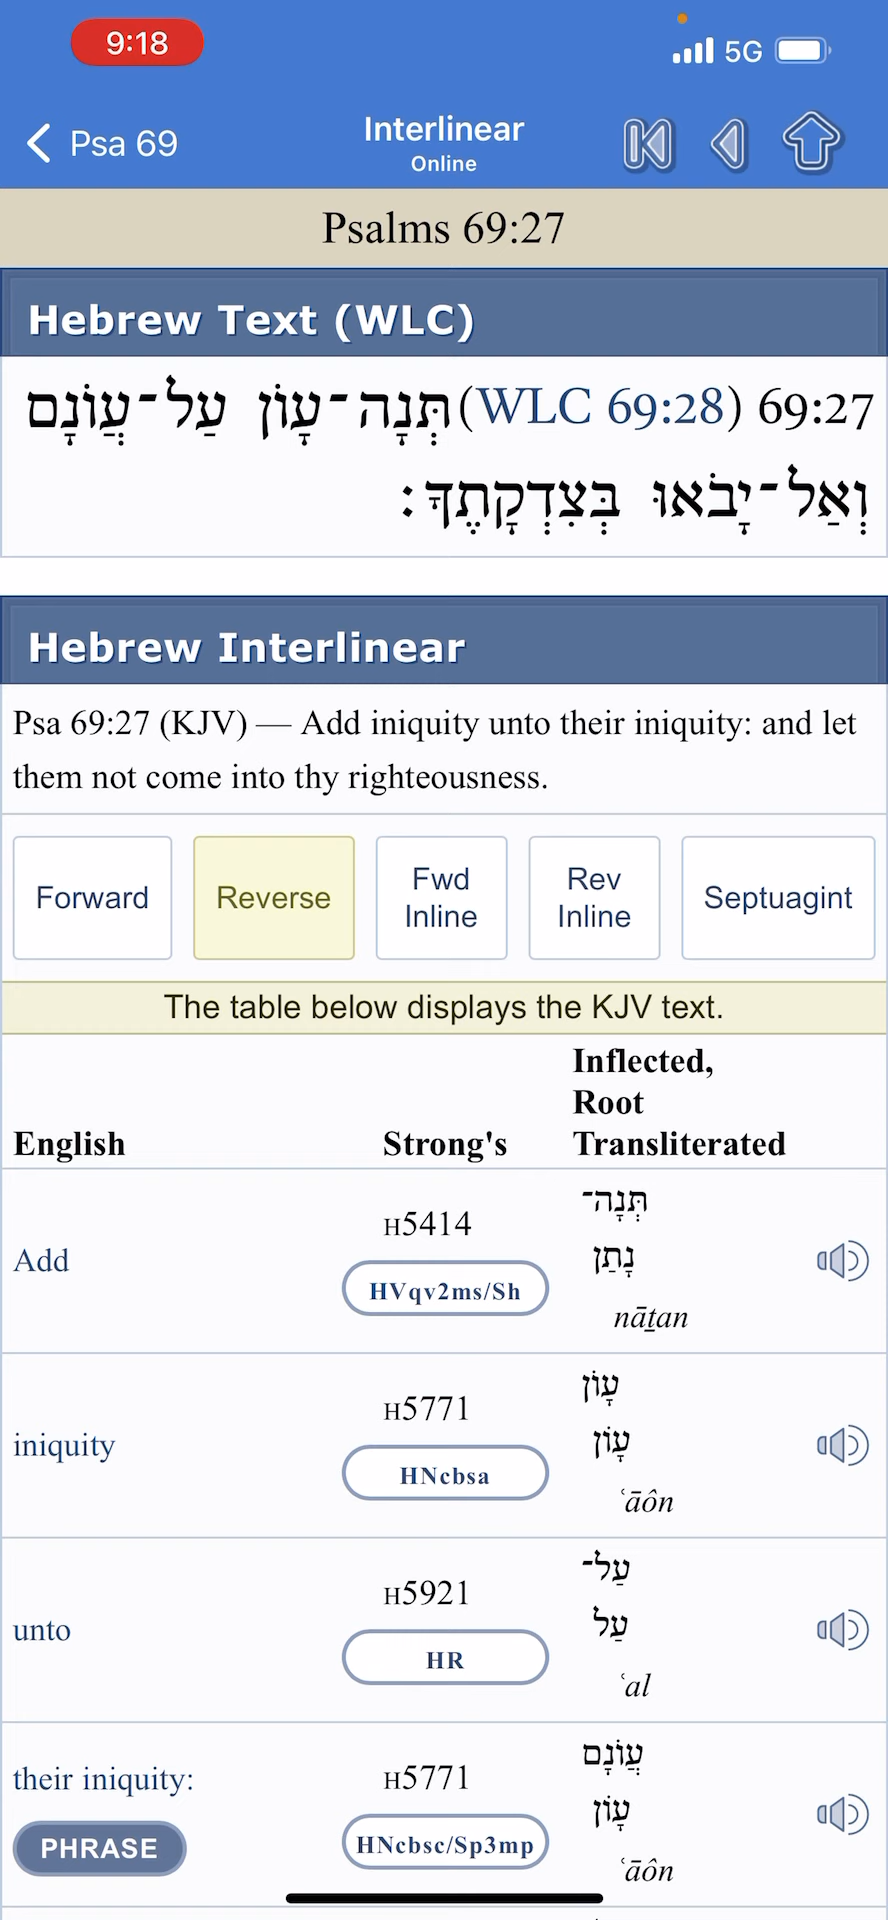 9:18
5G
Psa 69
Interlinear
Online
Psalms 69:27
Hebrew Text (WLC)
69:27 (WLC 69:28) תְּנָה־עָוֺן עַל־עֲוֺנָם
וְאַל־יָבֹאוּ בְּצִדְקָתֶךָ׃
Hebrew Interlinear
Psa 69:27 (KJV) — Add iniquity unto their iniquity: and let
them not come into thy righteousness.
Forward
Reverse
Fwd
Inline
Rev
Inline
Septuagint
The table below displays the KJV text.
English
Strong's
Inflected,
Root
Transliterated
Add
H5414
HVqv2ms/Sh
תְּנָה־
נָתַן
nāṯan
iniquity
H5771
HNcbsa
עָוֺן
עָוֺן
ʿāôn
unto
H5921
HR
עַל־
עַל
ʿal
their iniquity:
PHRASE
H5771
HNcbsc/Sp3mp
עֲוֺנָם
עָוֺן
ʿāôn